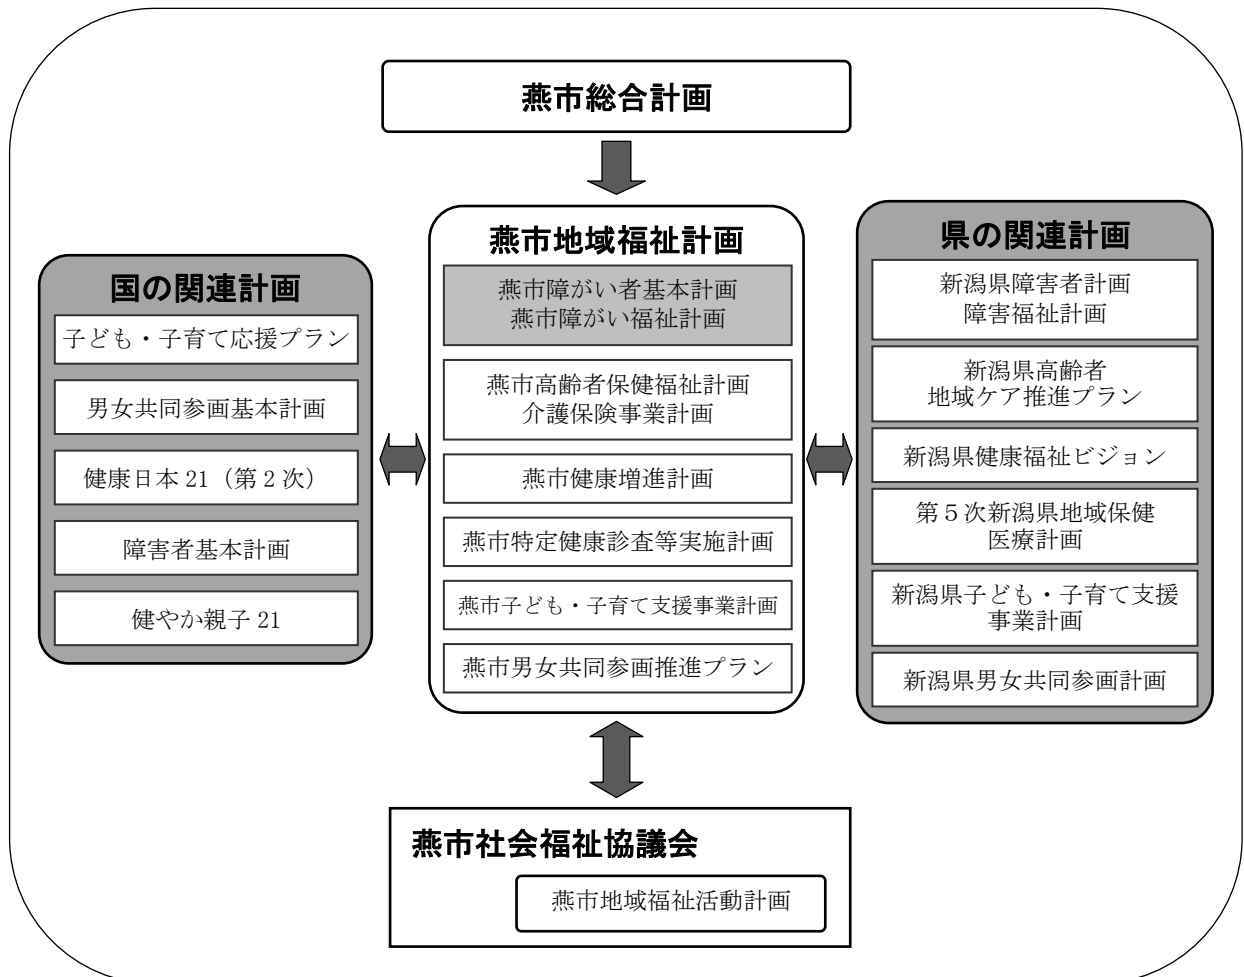 燕市総合計画
国の関連計画
子ども・子育て応援プラン
男女共同参画基本計画
健康日本 21（第２次）
障害者基本計画
健やか親子 21
燕市地域福祉計画
燕市障がい者基本計画
燕市障がい福祉計画
燕市高齢者保健福祉計画
介護保険事業計画
燕市健康増進計画
燕市特定健康診査等実施計画
燕市子ども・子育て支援事業計画
燕市男女共同参画推進プラン
県の関連計画
新潟県障害者計画
障害福祉計画
新潟県高齢者
地域ケア推進プラン
新潟県健康福祉ビジョン
第５次新潟県地域保健
医療計画
新潟県子ども・子育て支援
事業計画
新潟県男女共同参画計画
燕市社会福祉協議会
燕市地域福祉活動計画